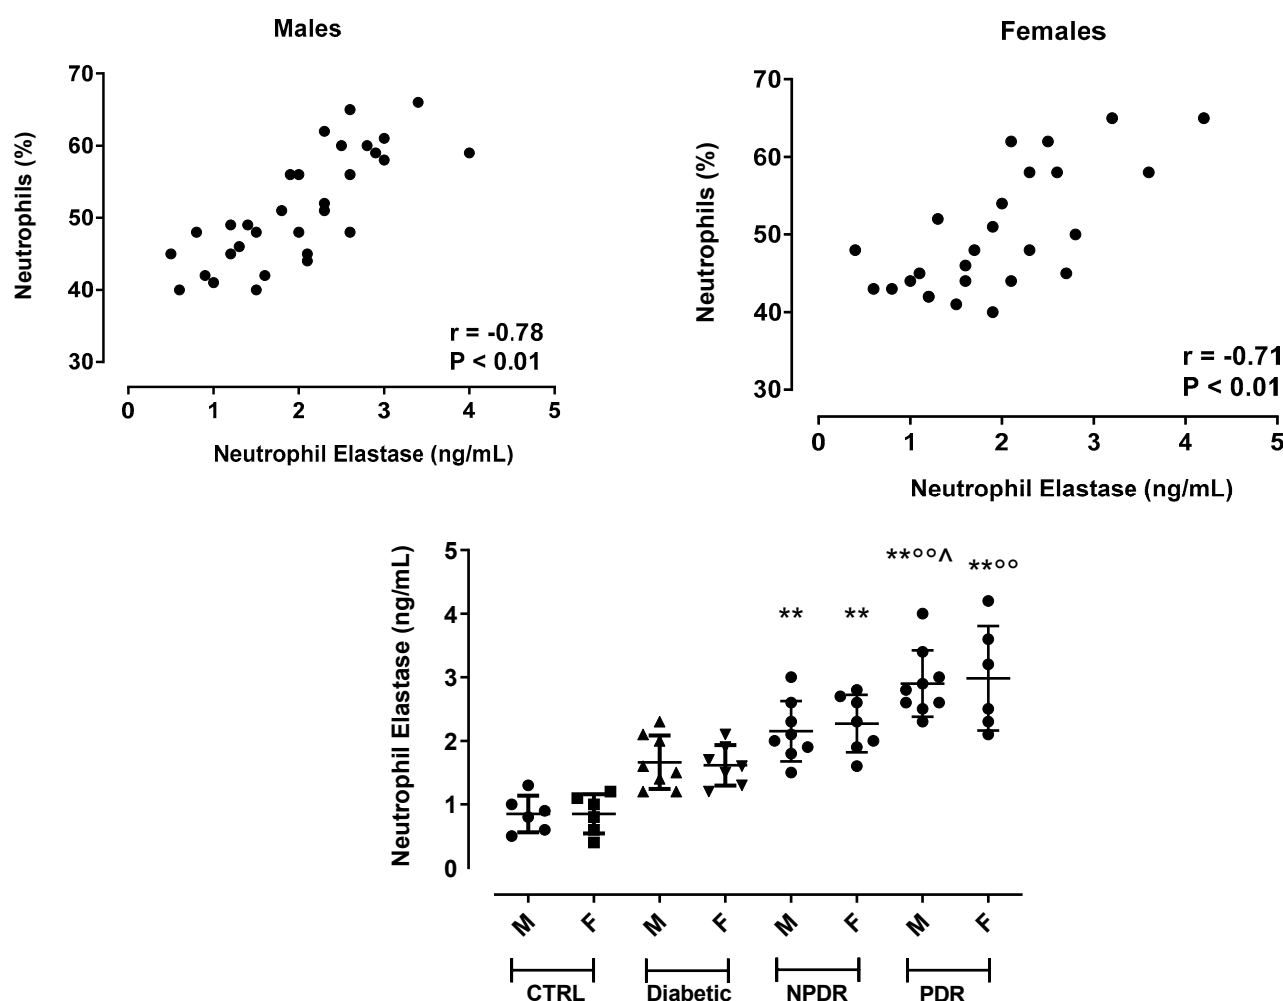 Males
70
60
50
40
30
Neutrophils (%)
r = -0.78
P < 0.01
0 1 2 3 4 5
Neutrophil Elastase (ng/mL)
Females
70
60
50
40
30
Neutrophils (%)
r = -0.71
P < 0.01
0 1 2 3 4 5
Neutrophil Elastase (ng/mL)
Neutrophil Elastase (ng/mL)
5
4
3
2
1
0
** ** **°°^ **°°
M F M F M F M F
CTRL Diabetic NPDR PDR